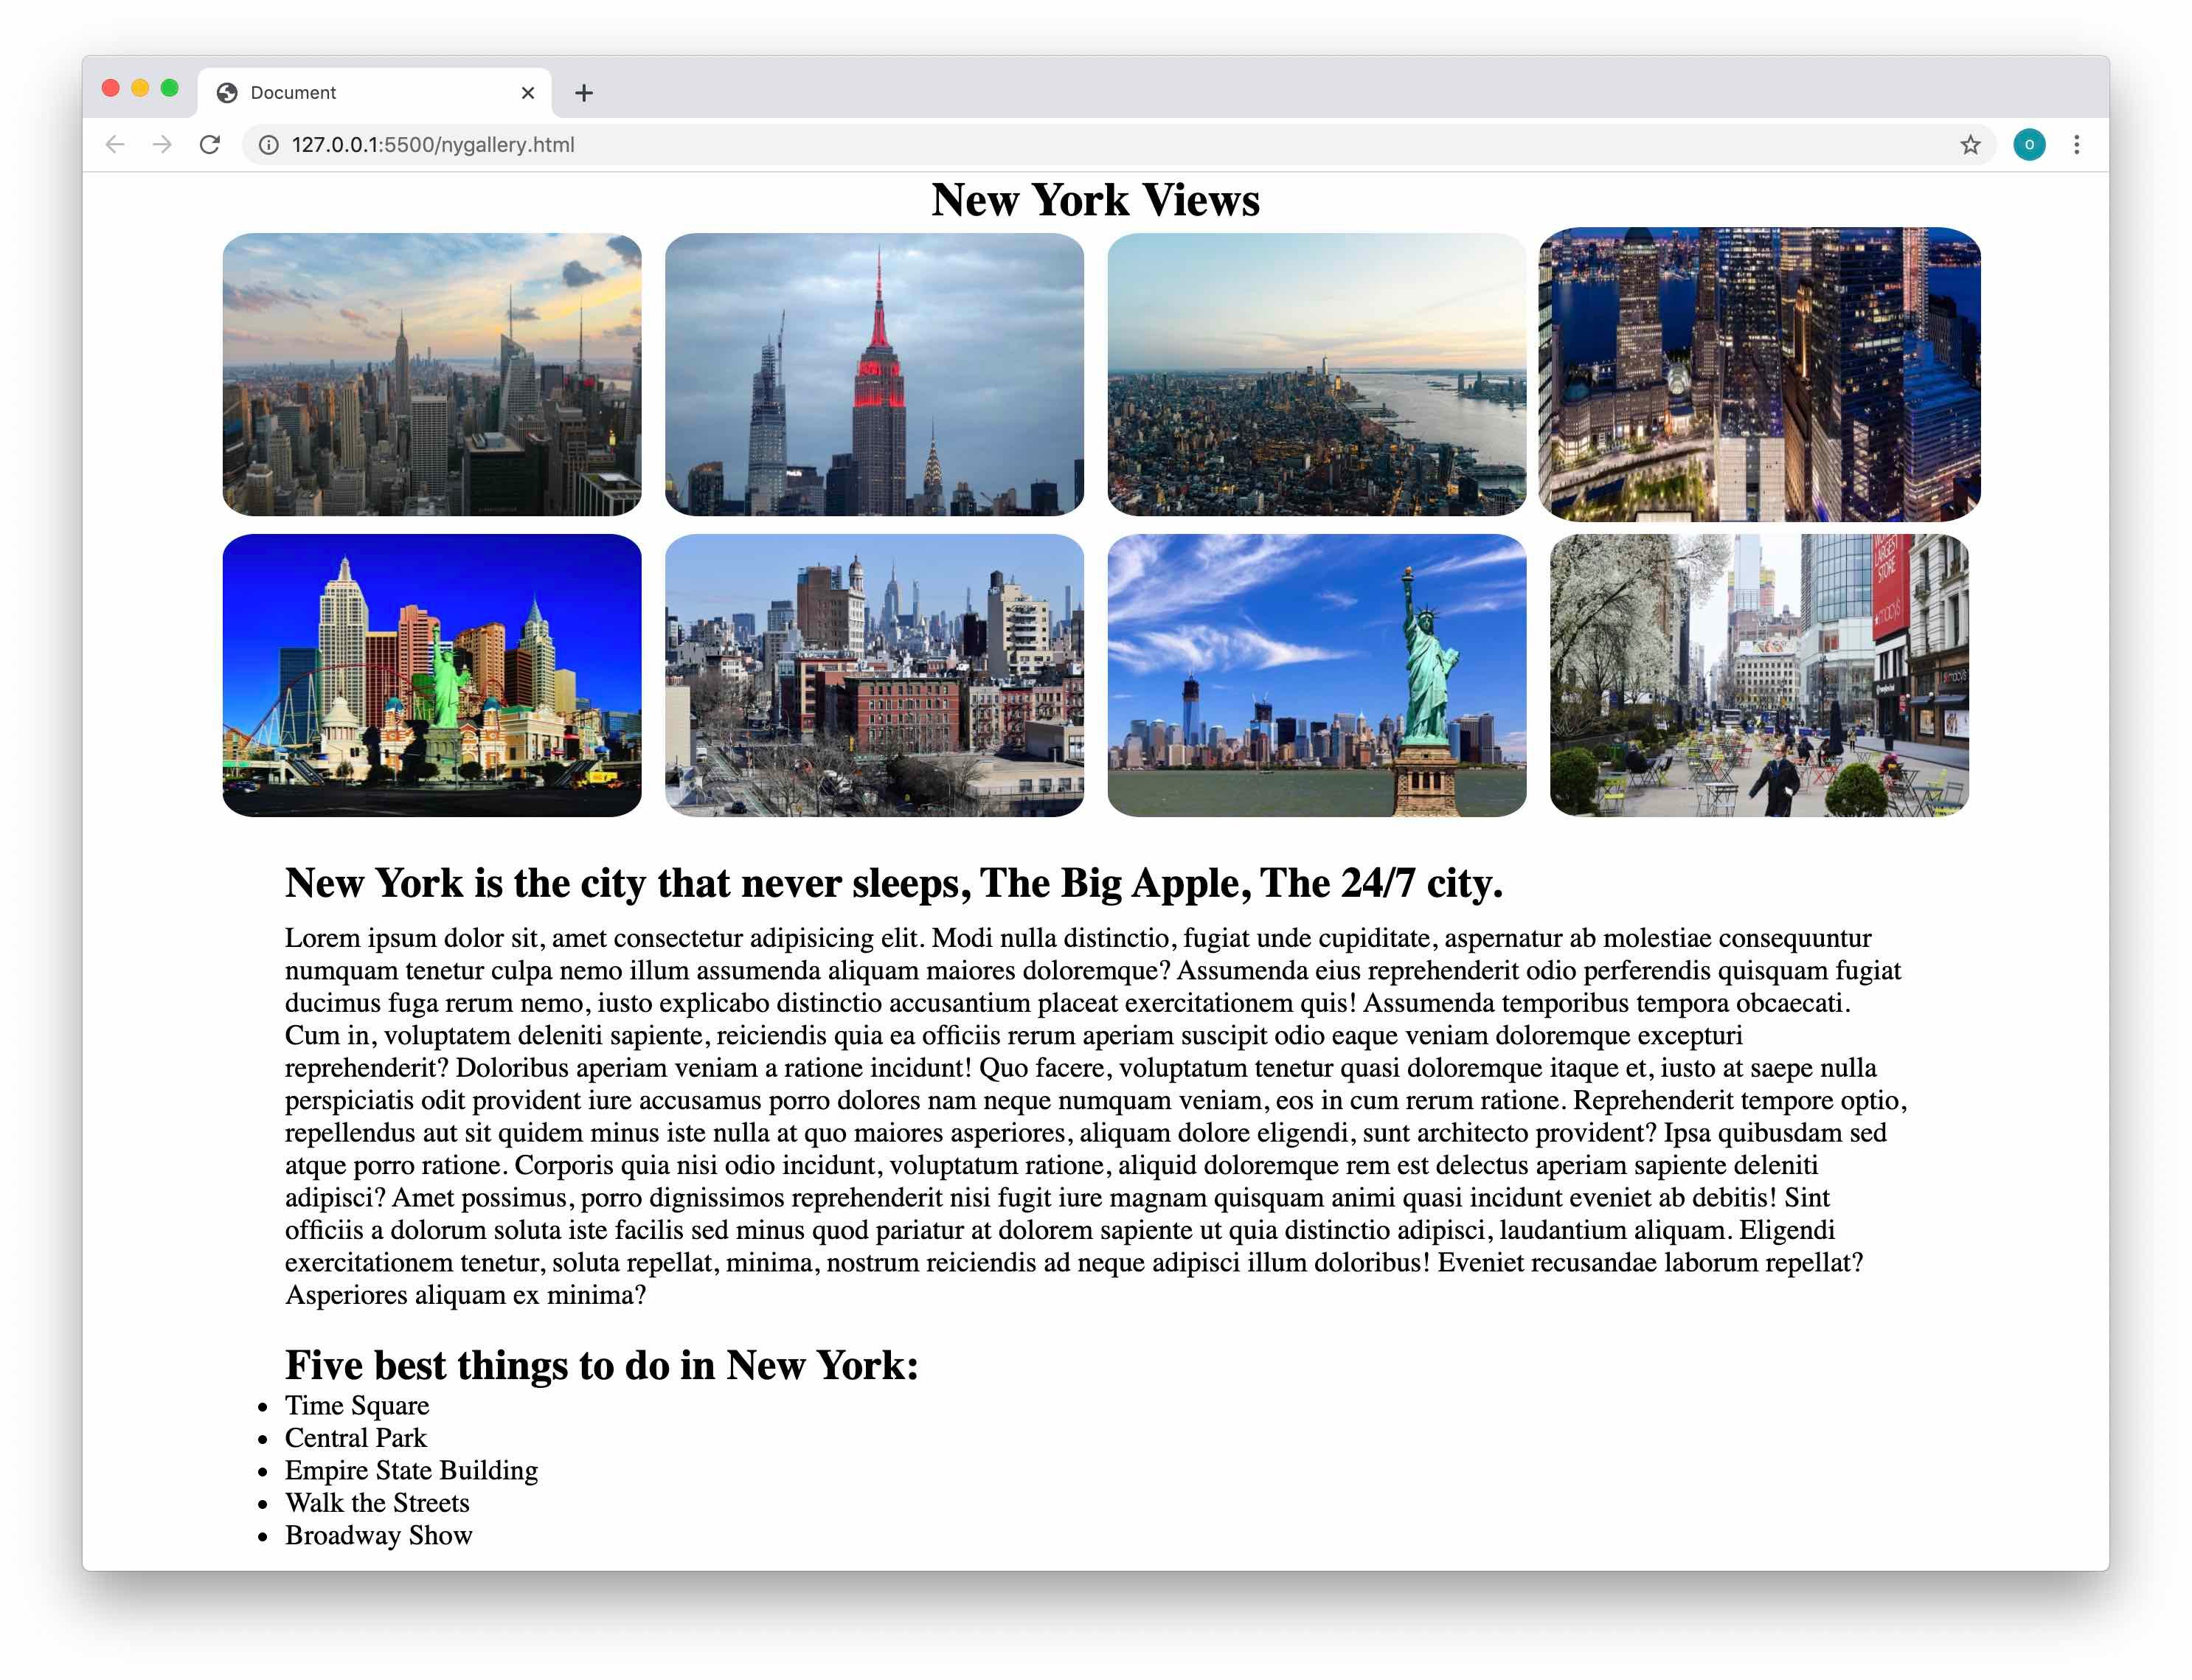 Document
127.0.0.1:5500/nygallery.html
O
New York Views
LARGEST
STORE
macy's
New York is the city that never sleeps, The Big Apple, The 24/7 city.
Lorem ipsum dolor sit, amet consectetur adipisicing elit. Modi nulla distinctio, fugiat unde cupiditate, aspernatur ab molestiae consequuntur
numquam tenetur culpa nemo illum assumenda aliquam maiores doloremque? Assumenda eius reprehenderit odio perferendis quisquam fugiat
ducimus fuga rerum nemo, iusto explicabo distinctio accusantium placeat exercitationem quis! Assumenda temporibus tempora obcaecati.
Cum in, voluptatem deleniti sapiente, reiciendis quia ea officiis rerum aperiam suscipit odio eaque veniam doloremque excepturi
reprehenderit? Doloribus aperiam veniam a ratione incidunt! Quo facere, voluptatum tenetur quasi doloremque itaque et, iusto at saepe nulla
perspiciatis odit provident iure accusamus porro dolores nam neque numquam veniam, eos in cum rerum ratione. Reprehenderit tempore optio,
repellendus aut sit quidem minus iste nulla at quo maiores asperiores, aliquam dolore eligendi, sunt architecto provident? Ipsa quibusdam sed
atque porro ratione. Corporis quia nisi odio incidunt, voluptatum ratione, aliquid doloremque rem est delectus aperiam sapiente deleniti
adipisci? Amet possimus, porro dignissimos reprehenderit nisi fugit iure magnam quisquam animi quasi incidunt eveniet ab debitis! Sint
officiis a dolorum soluta iste facilis sed minus quod pariatur at dolorem sapiente ut quia distinctio adipisci, laudantium aliquam. Eligendi
exercitationem tenetur, soluta repellat, minima, nostrum reiciendis ad neque adipisci illum doloribus! Eveniet recusandae laborum repellat?
Asperiores aliquam ex minima?
Five best things to do in New York:
• Time Square
• Central Park
• Empire State Building
• Walk the Streets
• Broadway Show